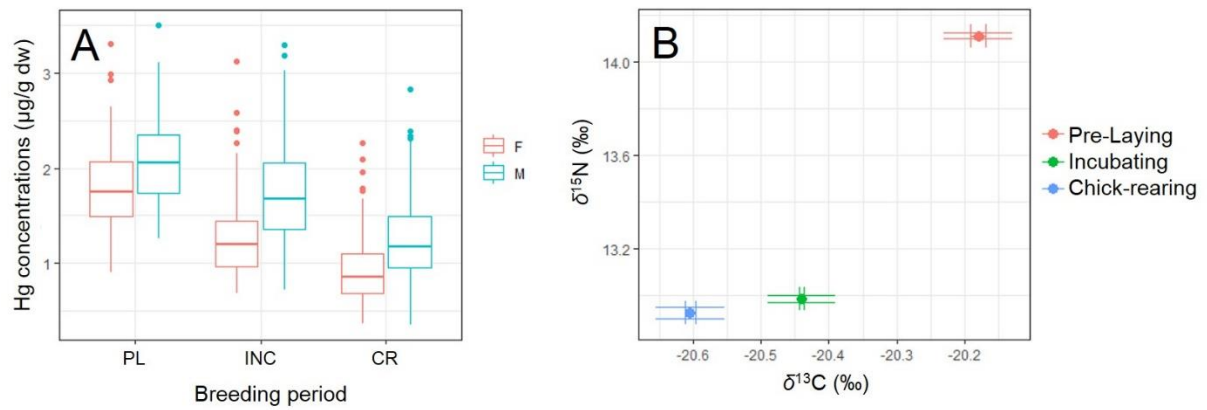 A
Hg concentrations (µg/g dw)
3
2
1
PL INC CR
Breeding period
F
M
B
δ¹⁵N (‰)
14.0
13.6
13.2
-20.6 -20.5 -20.4 -20.3 -20.2
δ¹³C (‰)
Pre-Laying
Incubating
Chick-rearing